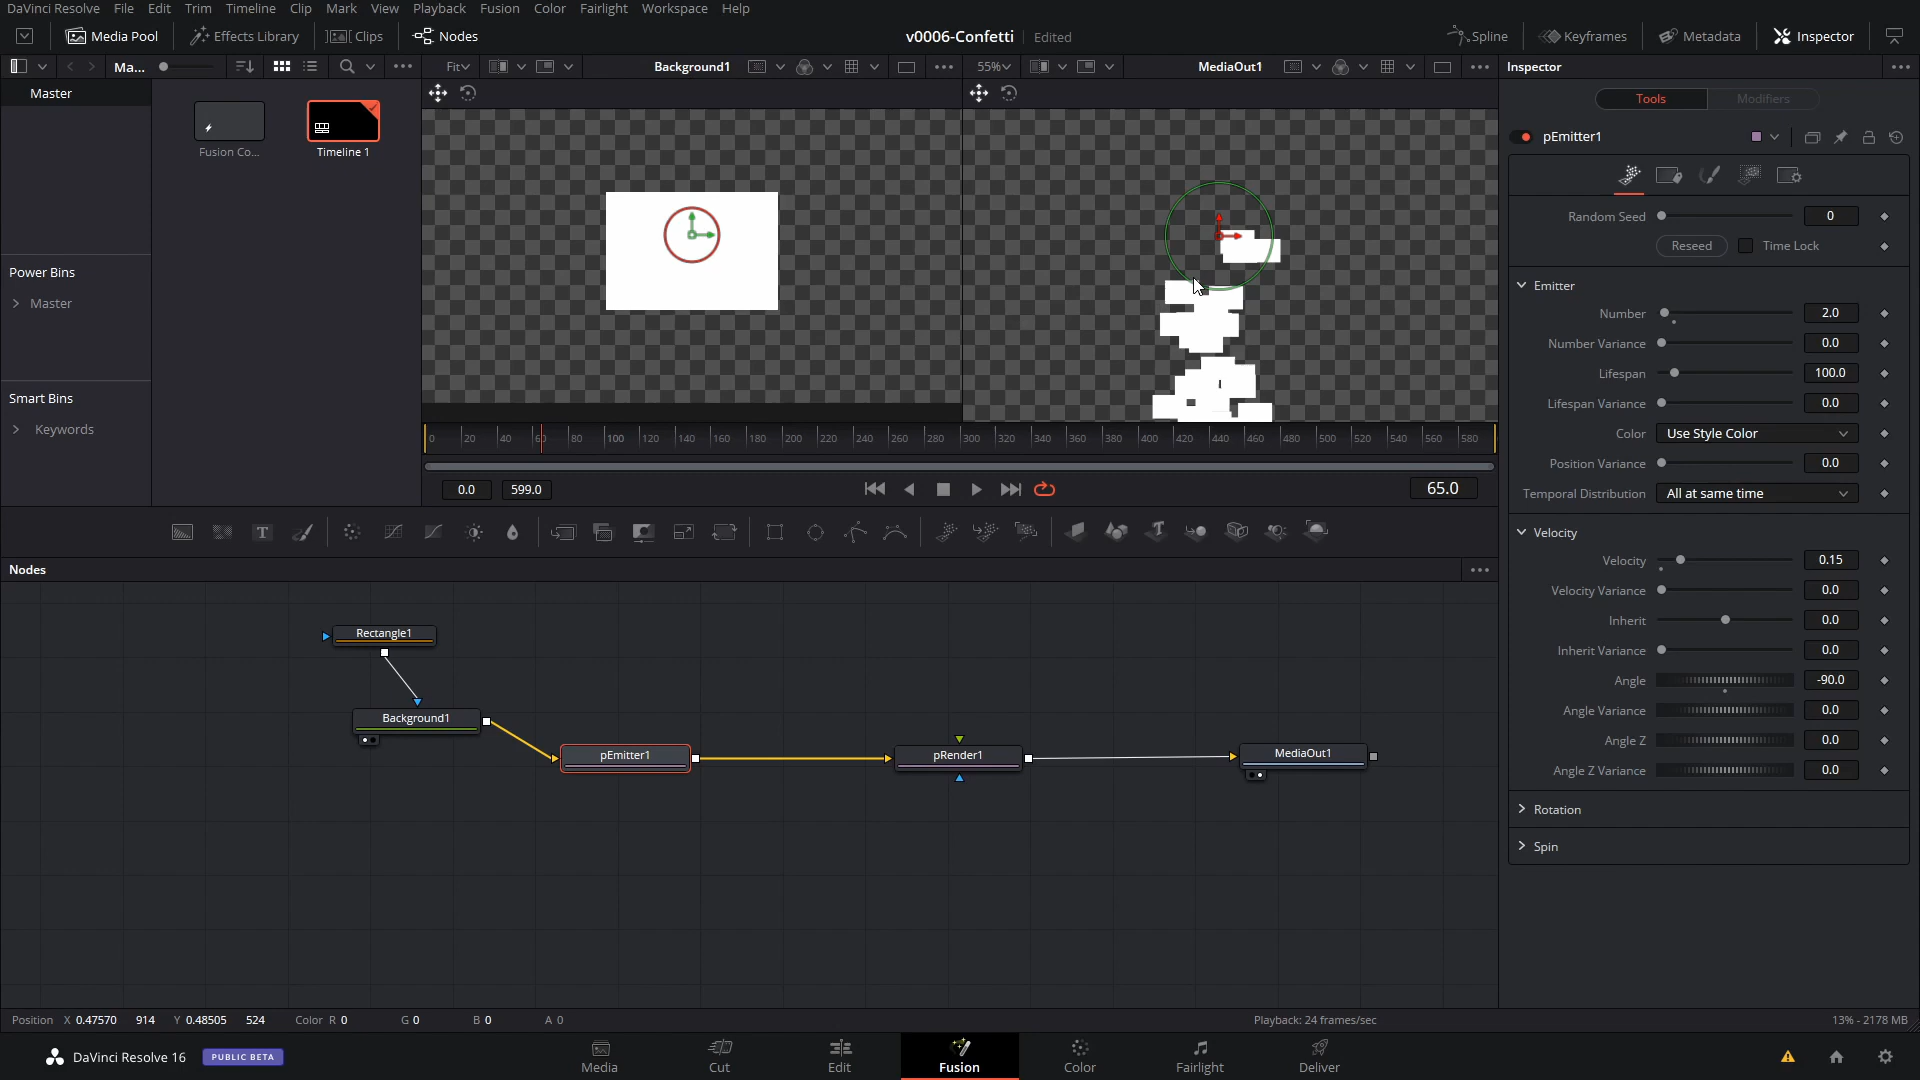 DaVinci Resolve File Edit Trim Timeline Clip Mark View Playback Fusion Color Fairlight Workspace Help
Media Pool Effects Library Clips Nodes v0006-Confetti Edited Spline Keyframes Metadata Inspector
Ma... Fit Background1 55% MediaOut1 Inspector
Master
Fusion Co... Timeline 1
Power Bins
Master
Smart Bins
Keywords
0 20 40 60 80 100 120 140 160 180 200 220 240 260 280 300 320 340 360 380 400 420 440 460 480 500 520 540 560 580
0.0 599.0 65.0
Nodes
Rectangle1
Background1
pEmitter1 pRender1 MediaOut1
Tools Modifiers
pEmitter1
Random Seed 0
Reseed Time Lock
Emitter
Number 2.0
Number Variance 0.0
Lifespan 100.0
Lifespan Variance 0.0
Color Use Style Color
Position Variance 0.0
Temporal Distribution All at same time
Velocity
Velocity 0.15
Velocity Variance 0.0
Inherit 0.0
Inherit Variance 0.0
Angle -90.0
Angle Variance 0.0
Angle Z 0.0
Angle Z Variance 0.0
Rotation
Spin
Position X 0.47570 914 Y 0.48505 524 Color R 0 G 0 B 0 A 0 Playback: 24 frames/sec 13% - 2178 MB
DaVinci Resolve 16 PUBLIC BETA Media Cut Edit Fusion Color Fairlight Deliver